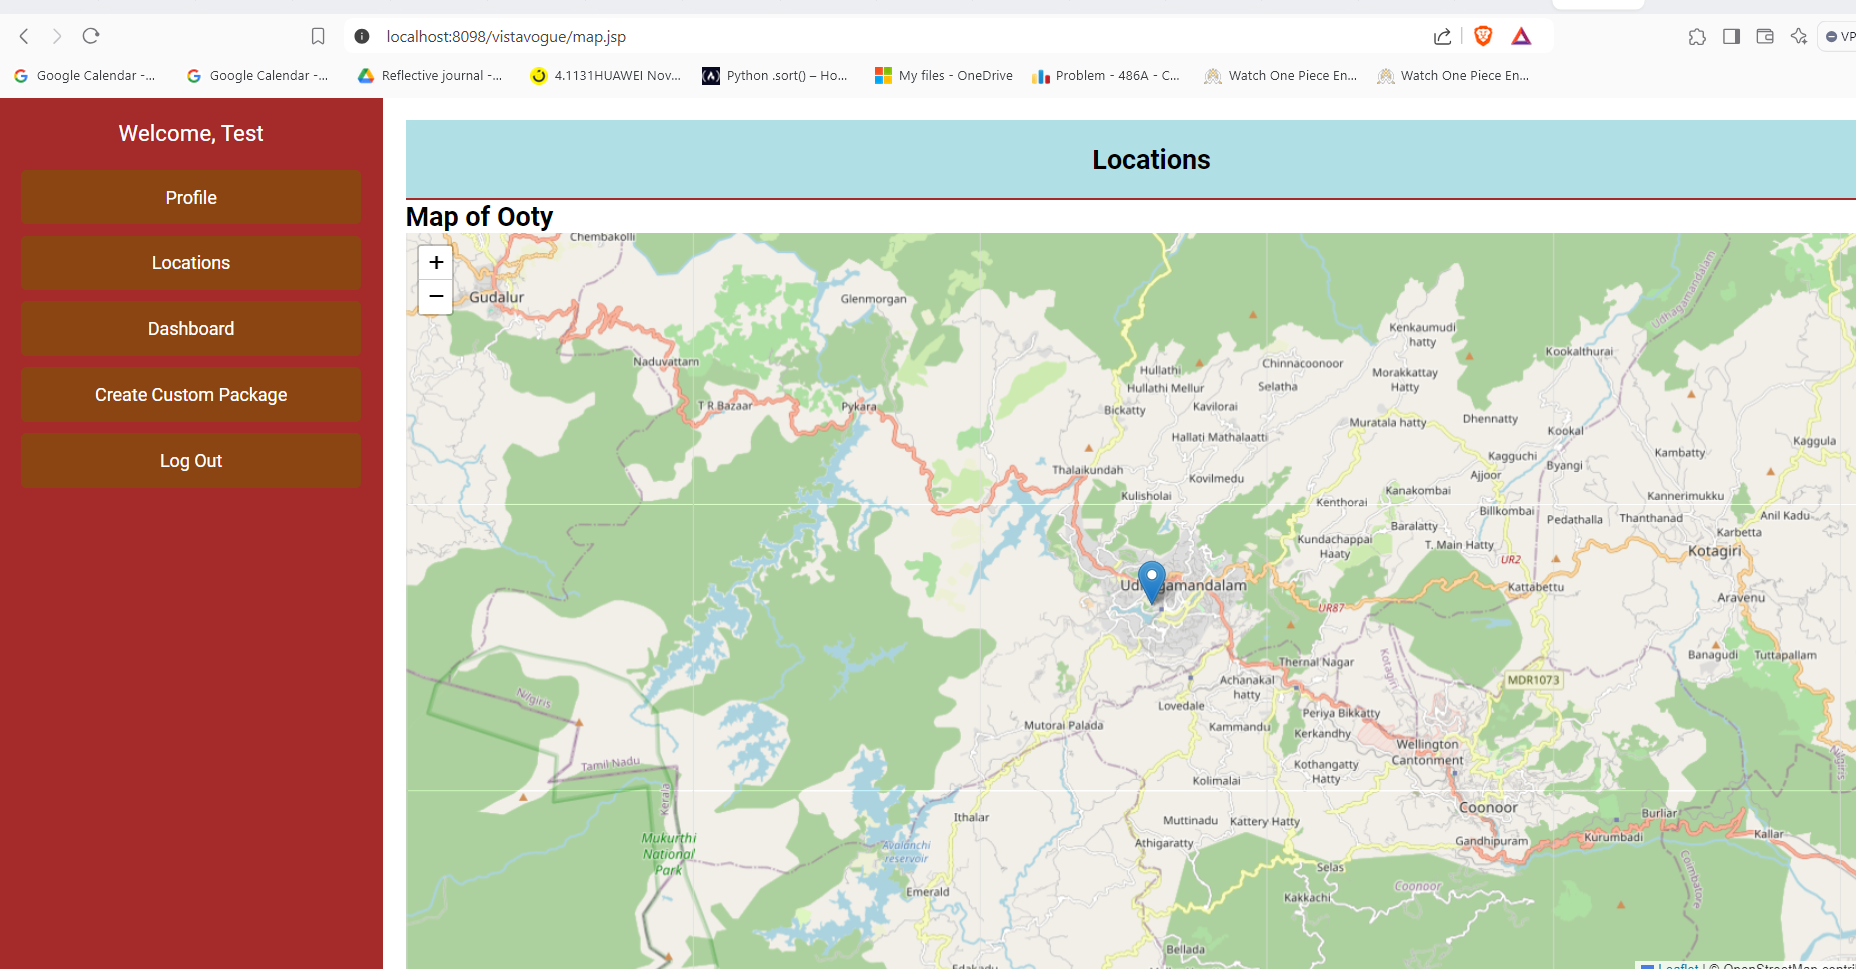 localhost:8098/vistavogue/map.jsp
VP
Google Calendar -...
Google Calendar -...
Reflective journal -...
4.1131HUAWEI Nov...
Python .sort() – Ho...
My files - OneDrive
Problem - 486A - C...
Watch One Piece En...
Watch One Piece En...
Welcome, Test
Profile
Locations
Dashboard
Create Custom Package
Log Out
Locations
Map of Ooty
+
−
Chembakolli
Gudalur
Glenmorgan
Udhagamandalam
Kenkaumudi
hatty
Kookalthurai
Naduvattam
Hullathi
Chinnacoonoor
Hullathi Mellur
Selatha
Morakkattay
Hatty
T R Bazaar
Pykara
Bickatty
Kavilorai
Muratala hatty
Dhennatty
Kookal
Hallati Mathalaatti
Kaggula
Kambatty
Thalaikundah
Kovilmedu
Kagguchi
Ajjoor
Byangi
Kulisholai
Kenthorai
Kanakombai
Kannerimukku
Billkombai
Pedathalla
Thanthanad
Anil Kadu
Baralatty
Karbetta
Kundachappai
Haaty
T. Main Hatty
Kotagiri
UR2
Kattabettu
Udhagamandalam
Aravenu
UR87
Thernal Nagar
Kotagiri
Banagudi
Tuttapallam
Achanakal
hatty
MDR1073
Nilgiris
Lovedale
Periya Bikkatty
Mutorai Palada
Kammandu
Kerkandhy
Wellington
Cantonment
Nilgiris
Tamil Nadu
Kothangatty
Hatty
Kolimalai
Kerala
Coonoor
Ithalar
Muttinadu
Kattery Hatty
Burliar
Mukurthi
National
Park
Avalanchi
reservoir
Athigaratty
Gandhipuram
Kurumbadi
Kallar
Selas
Coonoor
Coimbatore
Emerald
Kakkachi
Bellada
Edakadu
Leaflet | © OpenStreetMap contri